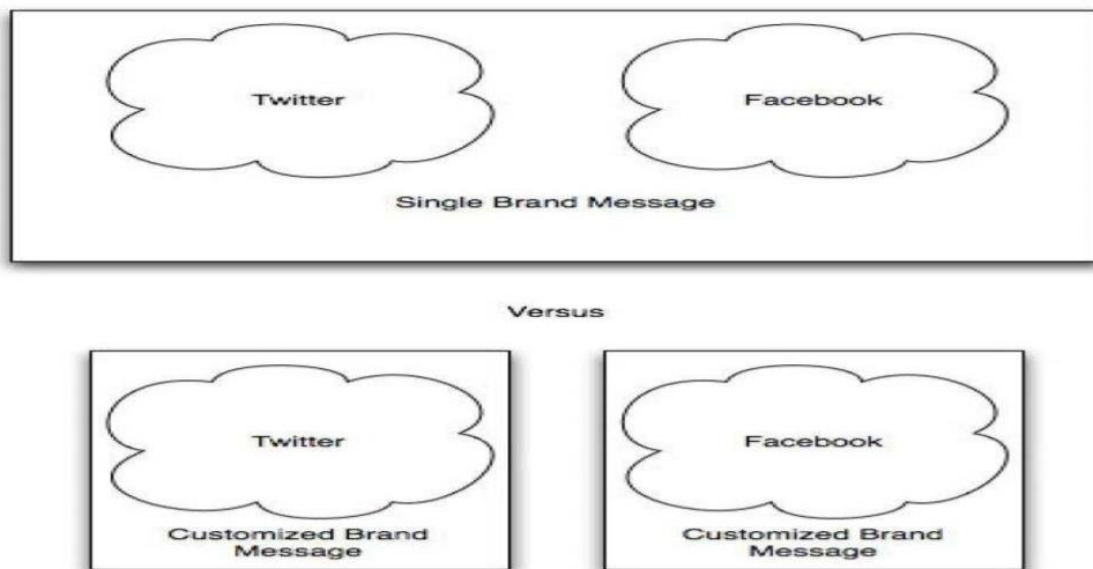 Twitter
Facebook
Single Brand Message
Versus
Twitter
Facebook
Customized Brand
Message
Customized Brand
Message